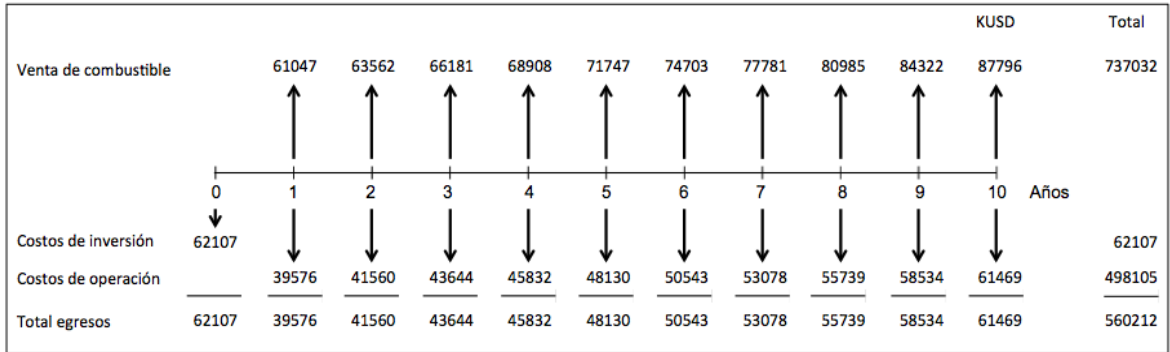 KUSD Total
Venta de combustible 61047 63562 66181 68908 71747 74703 77781 80985 84322 87796 737032
0 1 2 3 4 5 6 7 8 9 10 Años
Costos de inversión 62107 62107
Costos de operación 39576 41560 43644 45832 48130 50543 53078 55739 58534 61469 498105
Total egresos 62107 39576 41560 43644 45832 48130 50543 53078 55739 58534 61469 560212